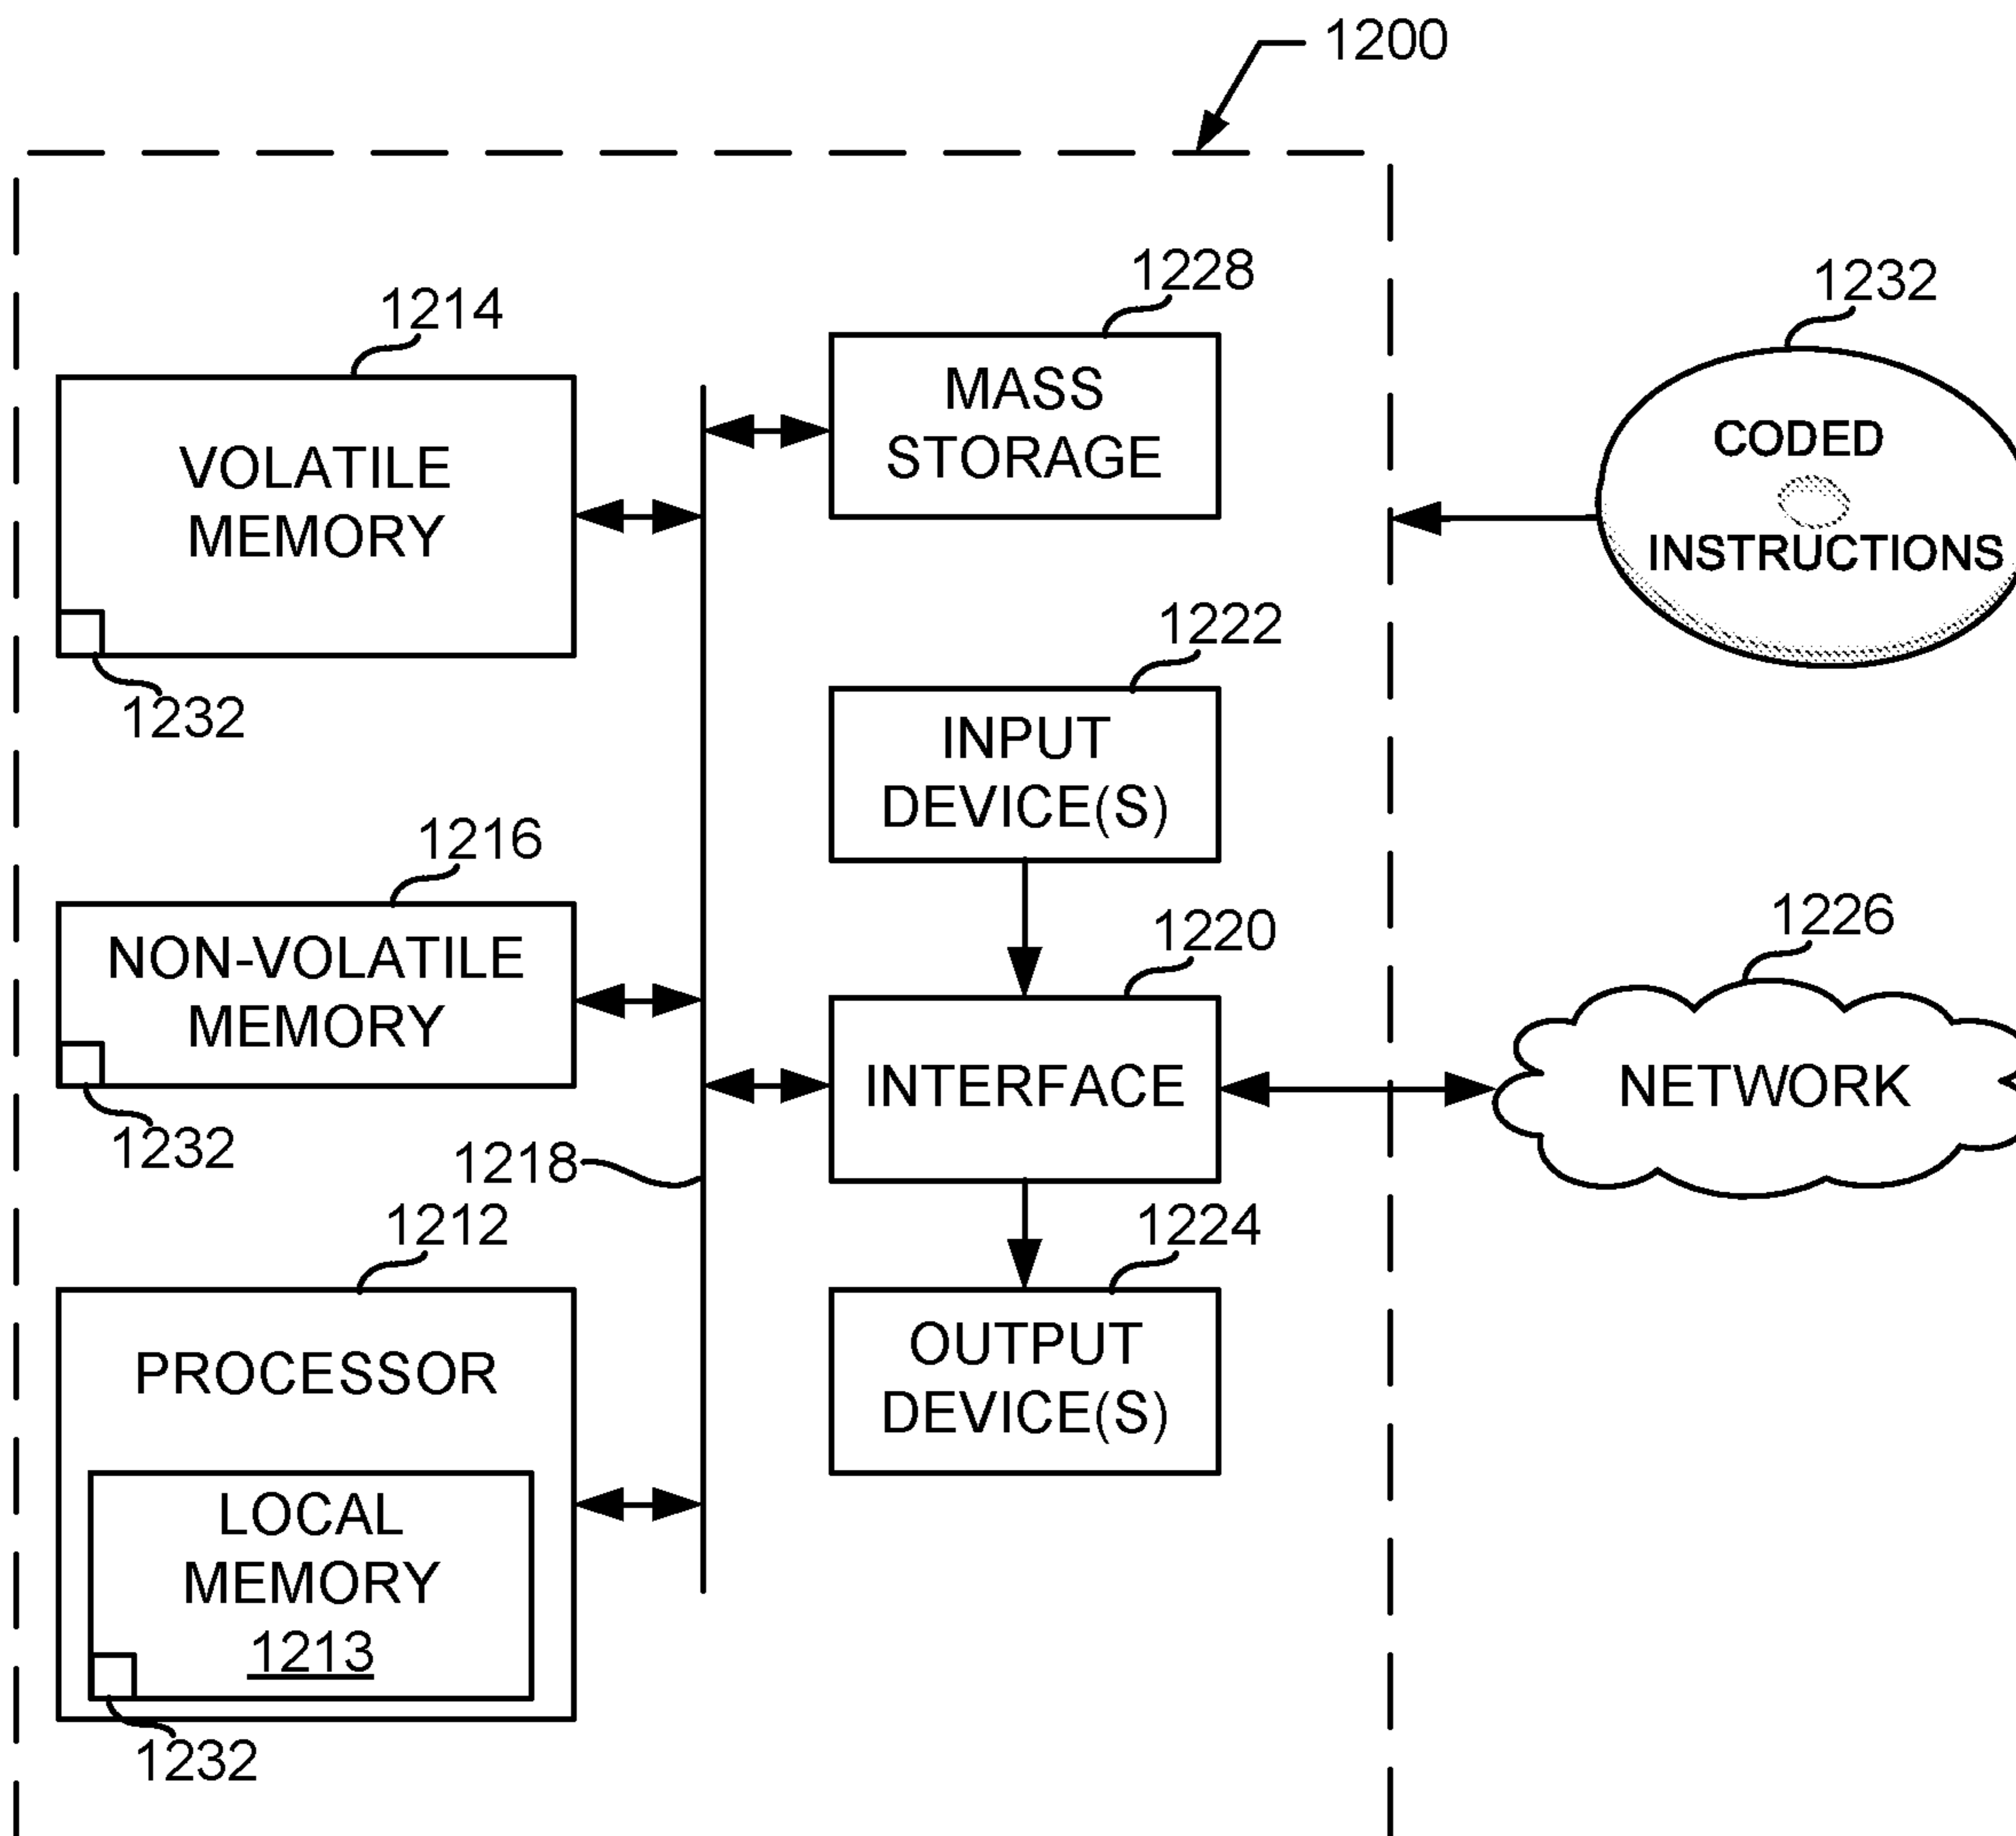 1200
1214
VOLATILE
MEMORY
1232
1216
NON-VOLATILE
MEMORY
1232
1218
1212
PROCESSOR
LOCAL
MEMORY
1213
1232
1228
MASS
STORAGE
1222
INPUT
DEVICE(S)
1220
INTERFACE
1224
OUTPUT
DEVICE(S)
1232
CODED
INSTRUCTIONS
1226
NETWORK